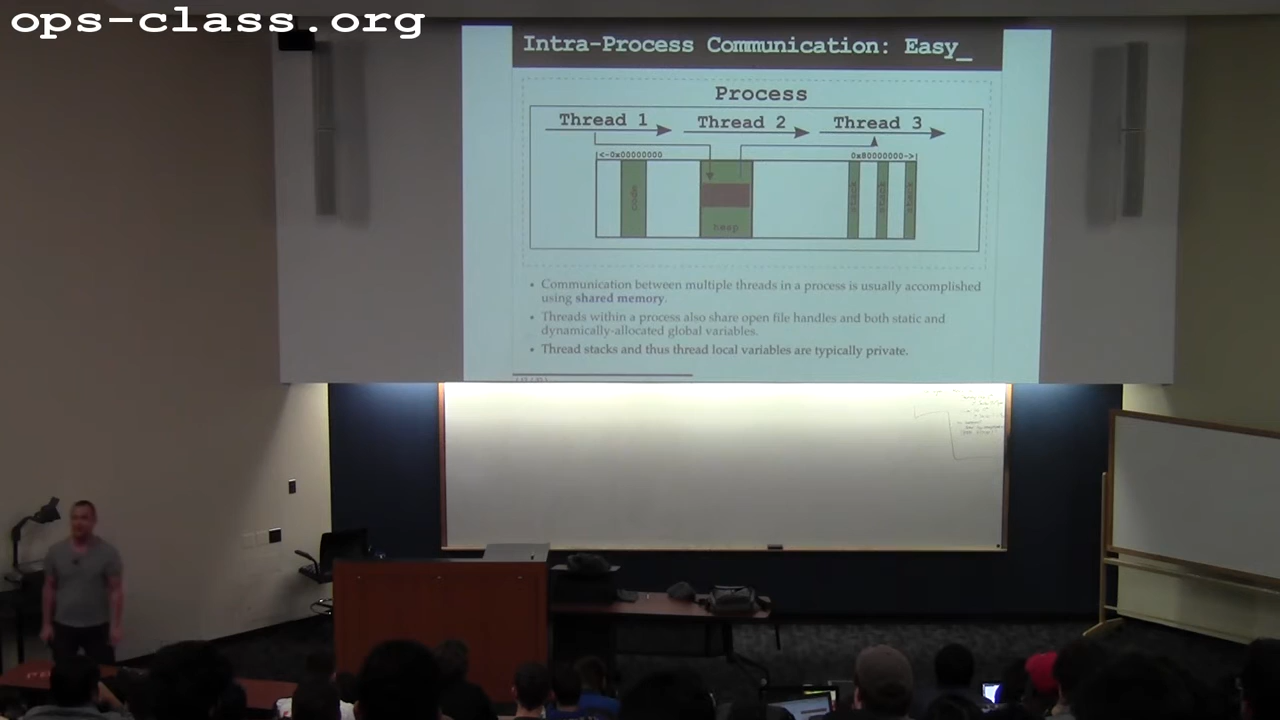 ops-class.org
Intra-Process Communication: Easy_
Process
Thread 1 Thread 2 Thread 3
|<-0x00000000 0x80000000->|
code
heap
stack stack stack
• Communication between multiple threads in a process is usually accomplished
using shared memory.
• Threads within a process also share open file handles and both static and
dynamically-allocated global variables.
• Thread stacks and thus thread local variables are typically private.